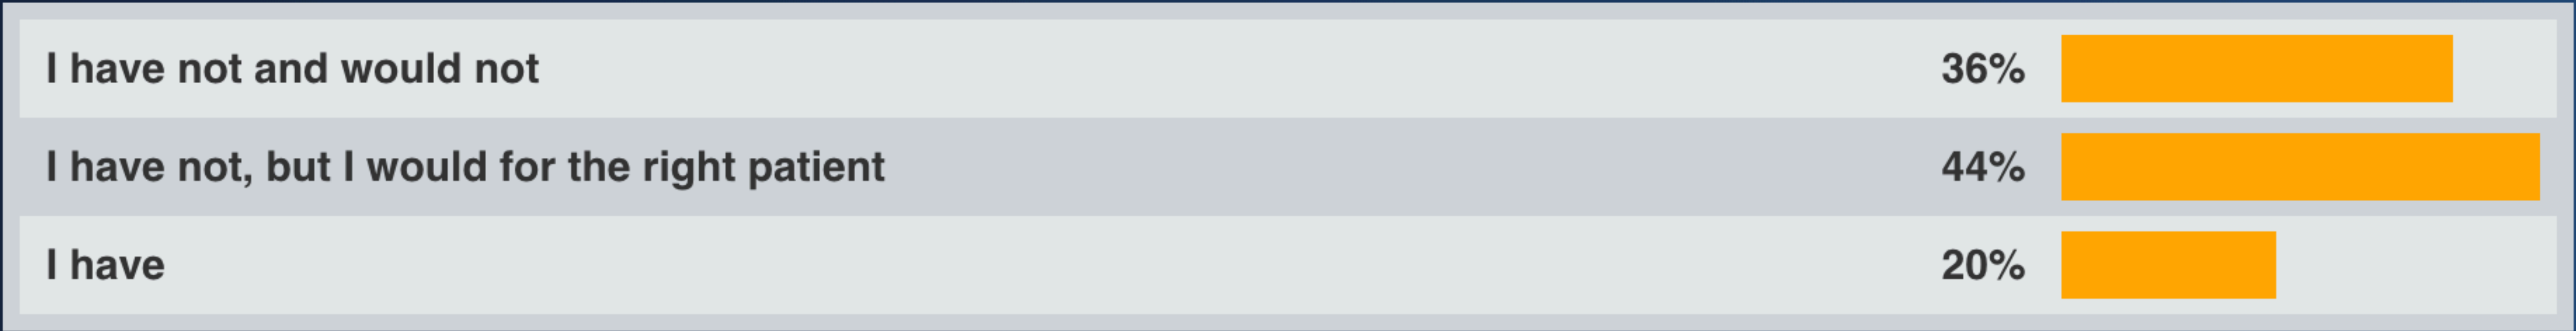 I have not and would not 36%
I have not, but I would for the right patient 44%
I have 20%